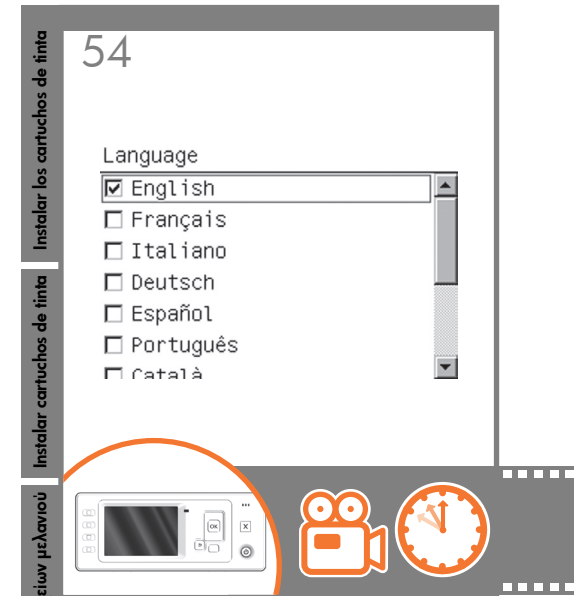 54
Language
English
Français
Italiano
Deutsch
Español
Português
Català
Instalar los cartuchos de tinta
Instalar cartuchos de tinta
μελανιού
OK
X